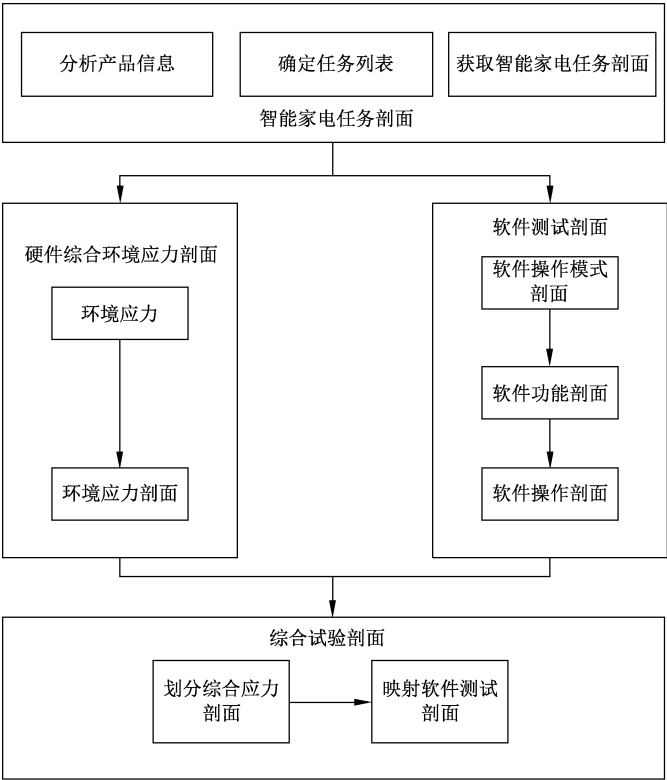 分析产品信息
确定任务列表
获取智能家电任务剖面
智能家电任务剖面
硬件综合环境应力剖面
环境应力
环境应力剖面
软件测试剖面
软件操作模式
剖面
软件功能剖面
软件操作剖面
综合试验剖面
划分综合应力
剖面
映射软件测试
剖面